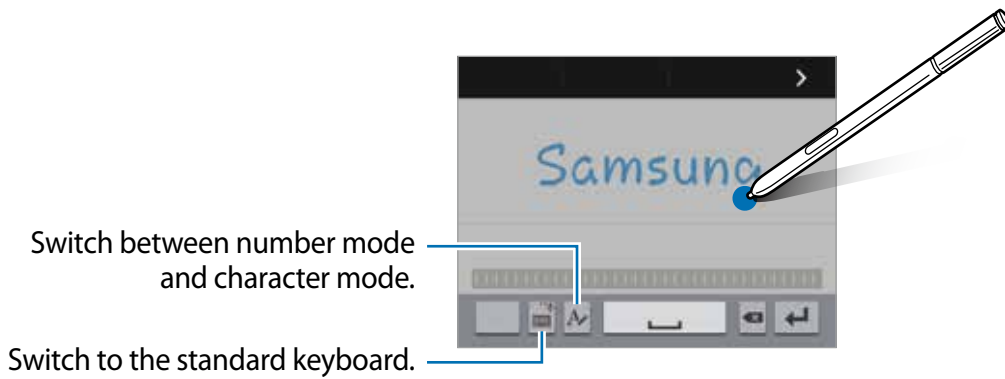 Samsung
Switch between number mode
and character mode.
Switch to the standard keyboard.